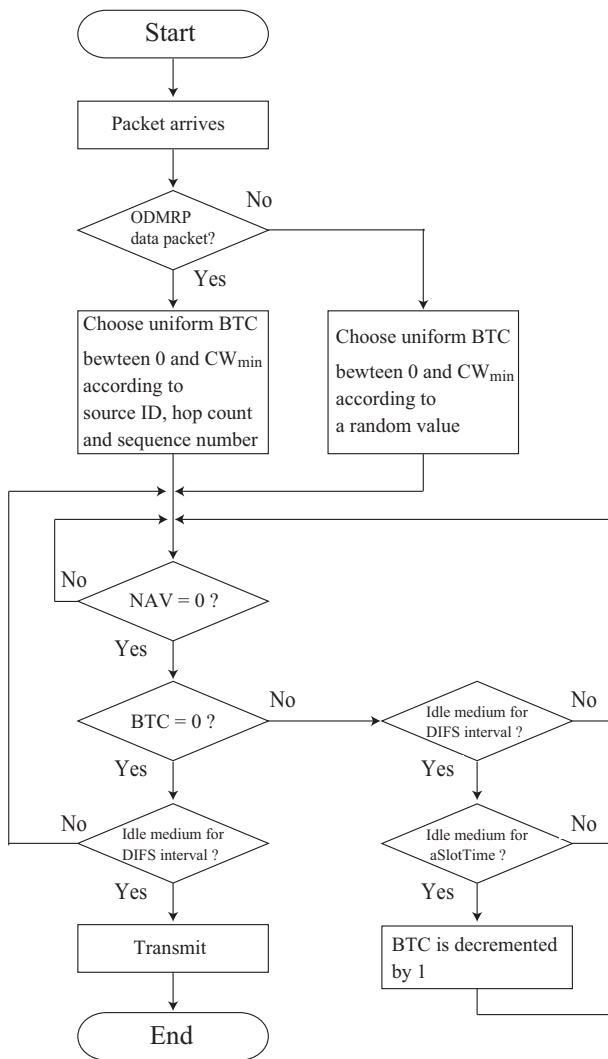 Start
Packet arrives
No
ODMRP
data packet?
Yes
Choose uniform BTC
bewteen 0 and CWmin
according to
source ID, hop count
and sequence number
Choose uniform BTC
bewteen 0 and CWmin
according to
a random value
No
NAV = 0 ?
Yes
BTC = 0 ?
No
Idle medium for
DIFS interval ?
No
Yes
Yes
No
Idle medium for
DIFS interval ?
Idle medium for
aSlotTime ?
No
Yes
Yes
Transmit
BTC is decremented
by 1
End